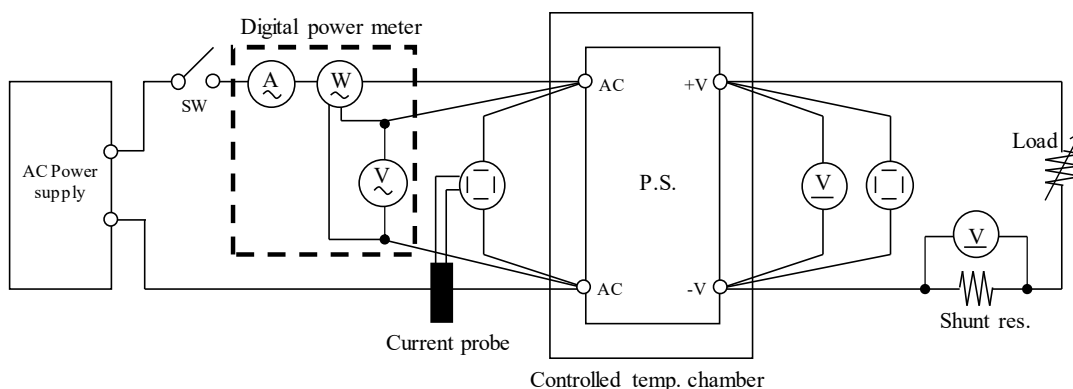 Digital power meter
SW
A
W
V
AC Power
supply
AC
AC
P.S.
+V
-V
V
V
Load
Shunt res.
Current probe
Controlled temp. chamber